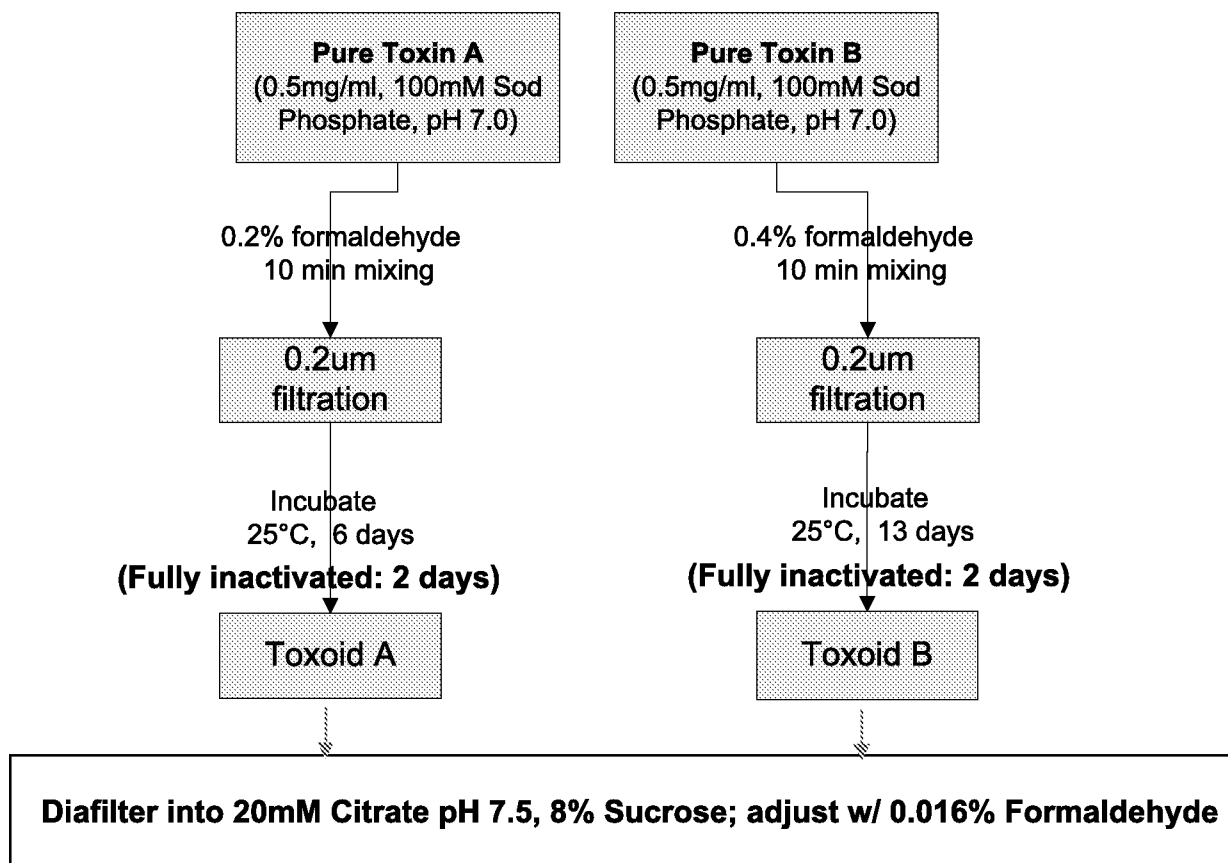 Pure Toxin A
(0.5mg/ml, 100mM Sod
Phosphate, pH 7.0)
Pure Toxin B
(0.5mg/ml, 100mM Sod
Phosphate, pH 7.0)
0.2% formaldehyde
10 min mixing
0.4% formaldehyde
10 min mixing
0.2um
filtration
0.2um
filtration
Incubate
25°C, 6 days
(Fully inactivated: 2 days)
Incubate
25°C, 13 days
(Fully inactivated: 2 days)
Toxoid A
Toxoid B
Diafilter into 20mM Citrate pH 7.5, 8% Sucrose; adjust w/ 0.016% Formaldehyde